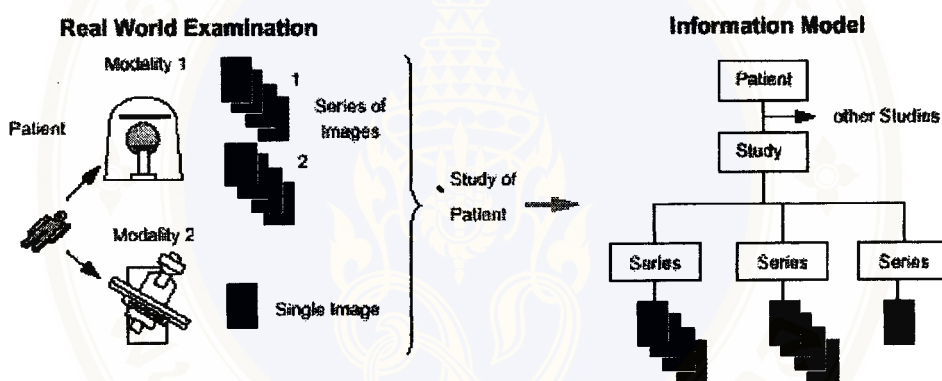 Real World Examination
Modality 1
Patient
1
Series of
Images
2
Modality 2
Single Image
Study of
Patient
Information Model
Patient
other Studies
Study
Series
Series
Series